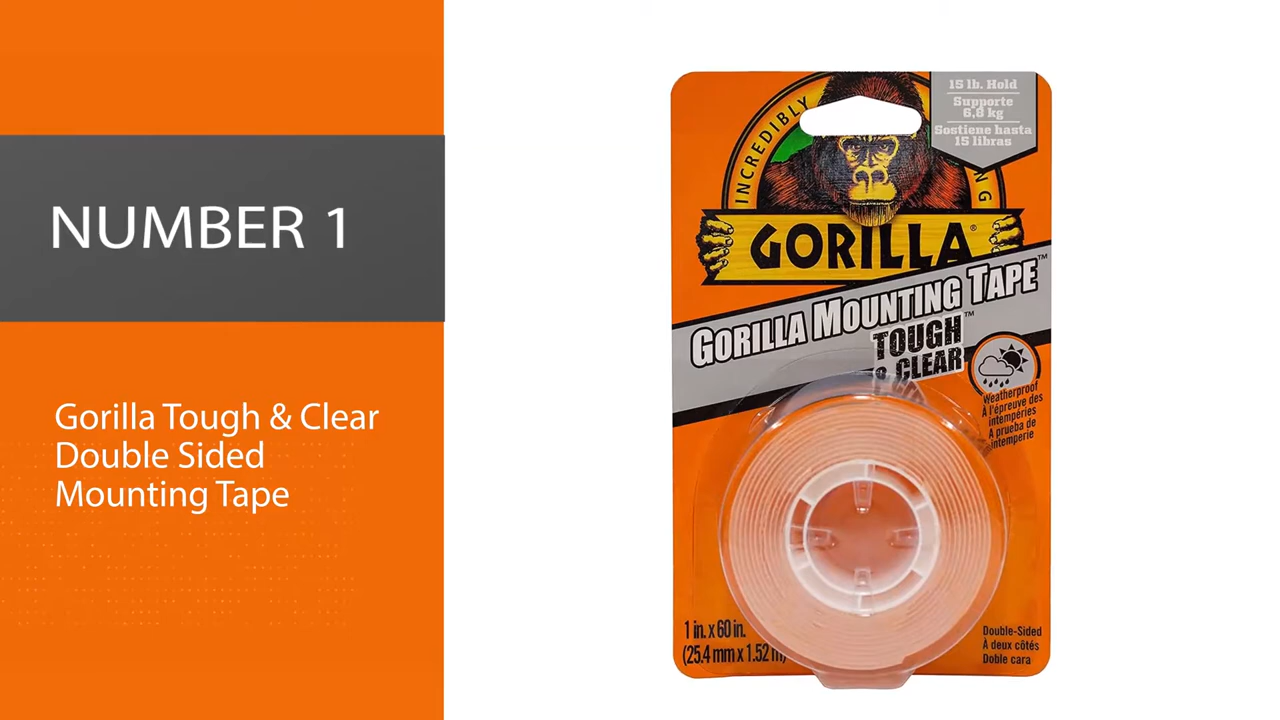 NUMBER 1
Gorilla Tough & Clear
Double Sided
Mounting Tape
15 lb. Hold
Supporte
6,8 kg
Sostiene hasta
15 libras
INCREDIBLY
NG
GORILLA®
GORILLA MOUNTING TAPE™
TOUGH™
& CLEAR
Weatherproof
À l'épreuve des
intempéries
A prueba de
intemperie
1 in. x 60 in.
(25.4 mm x 1.52 m)
Double-Sided
À deux côtés
Doble cara